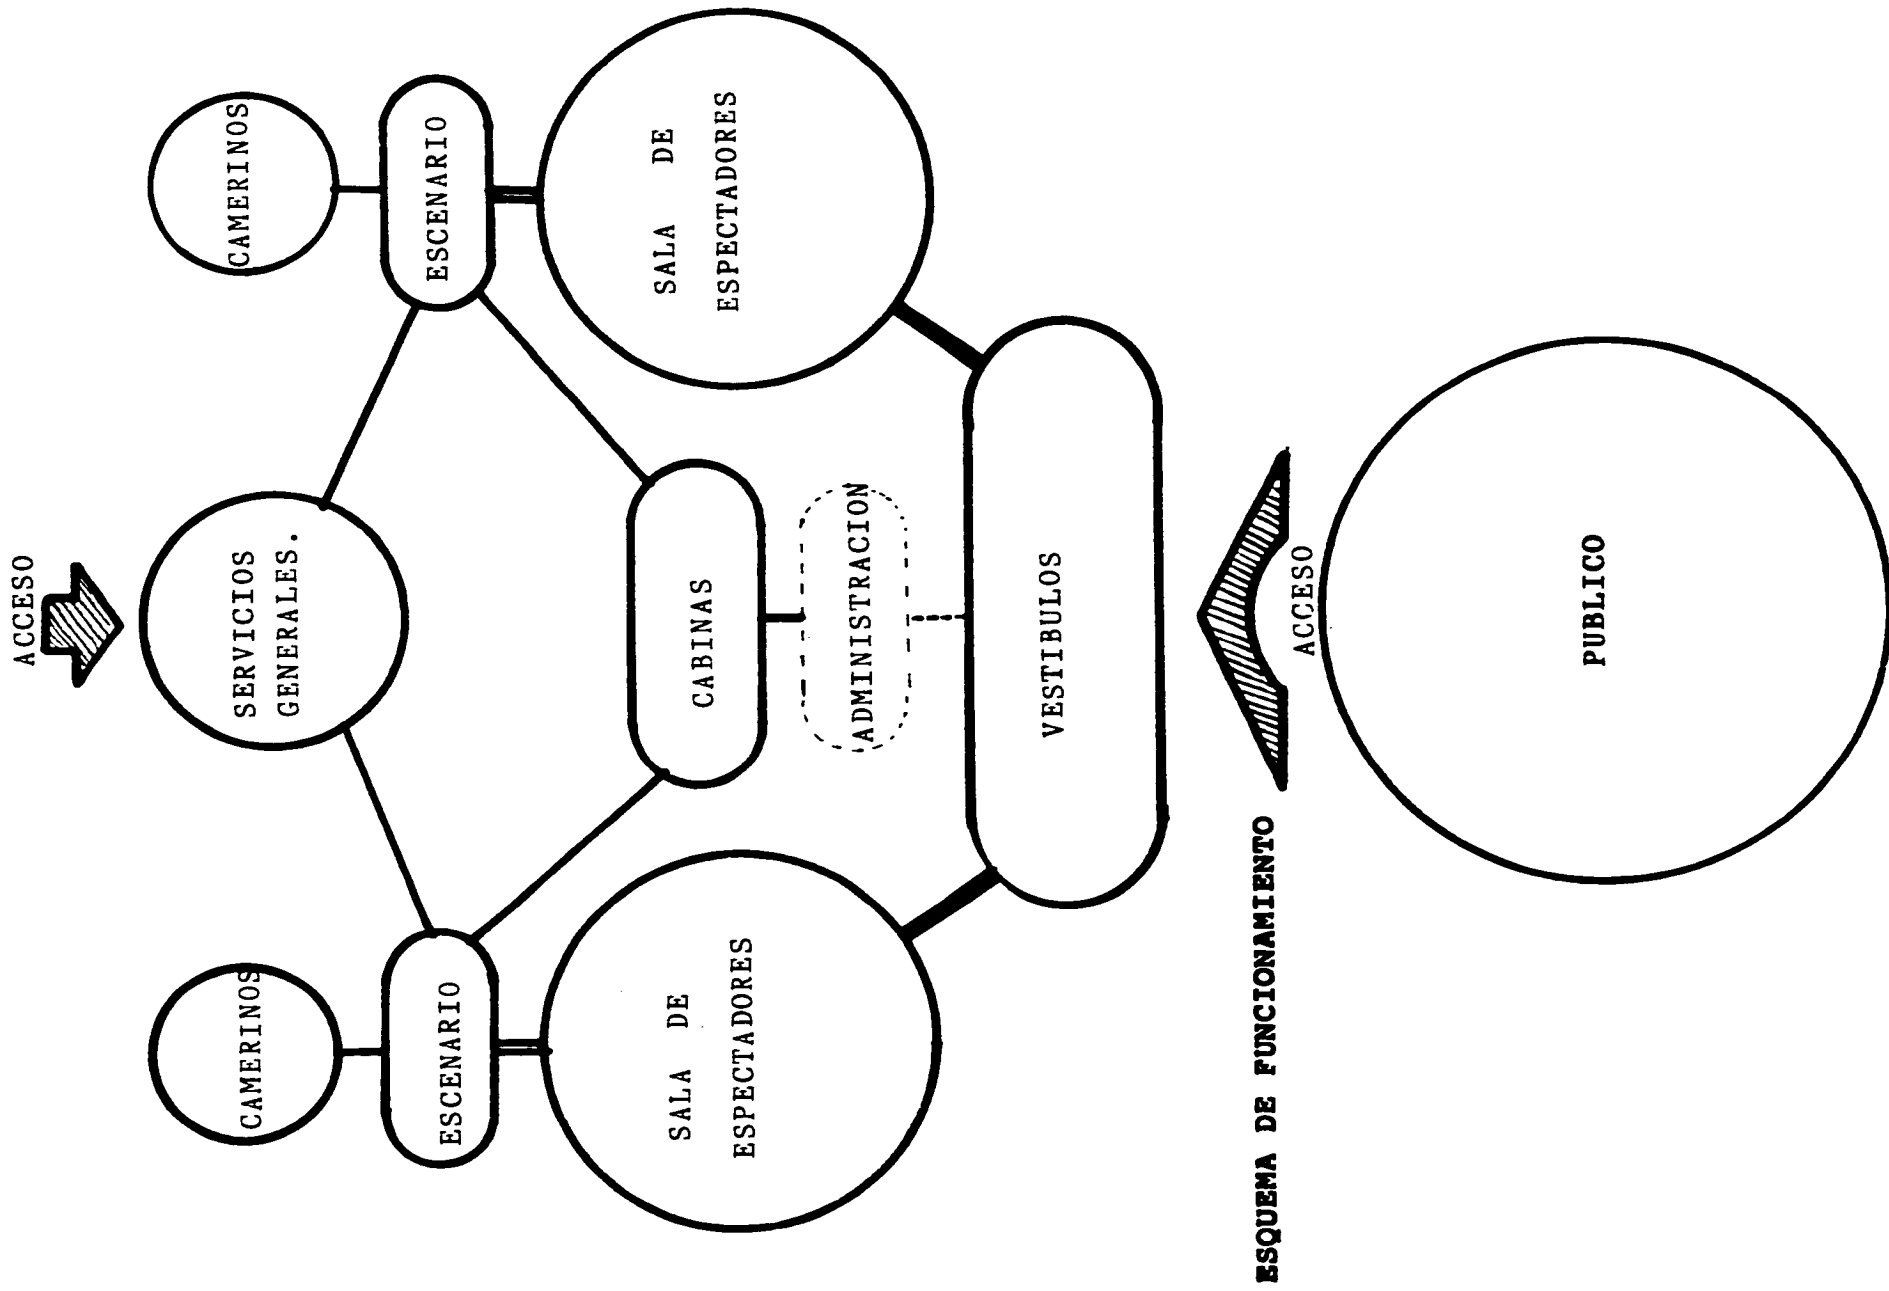 ACCESO
CAMERINOS
SERVICIOS
GENERALES.
CAMERINOS
ESCENARIO
ESCENARIO
SALA DE
ESPECTADORES
CABINAS
SALA DE
ESPECTADORES
ADMINISTRACION
VESTIBULOS
ACCESO
ESQUEMA DE FUNCIONAMIENTO
PUBLICO